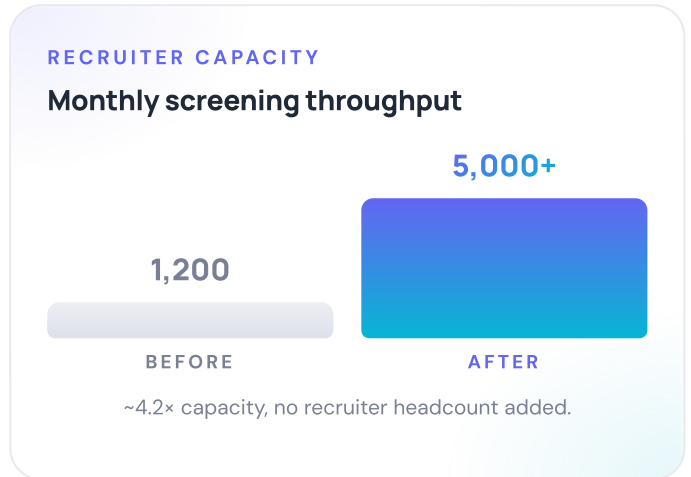 RECRUITER CAPACITY
Monthly screening throughput
5,000+
1,200
BEFORE
AFTER
~4.2× capacity, no recruiter headcount added.